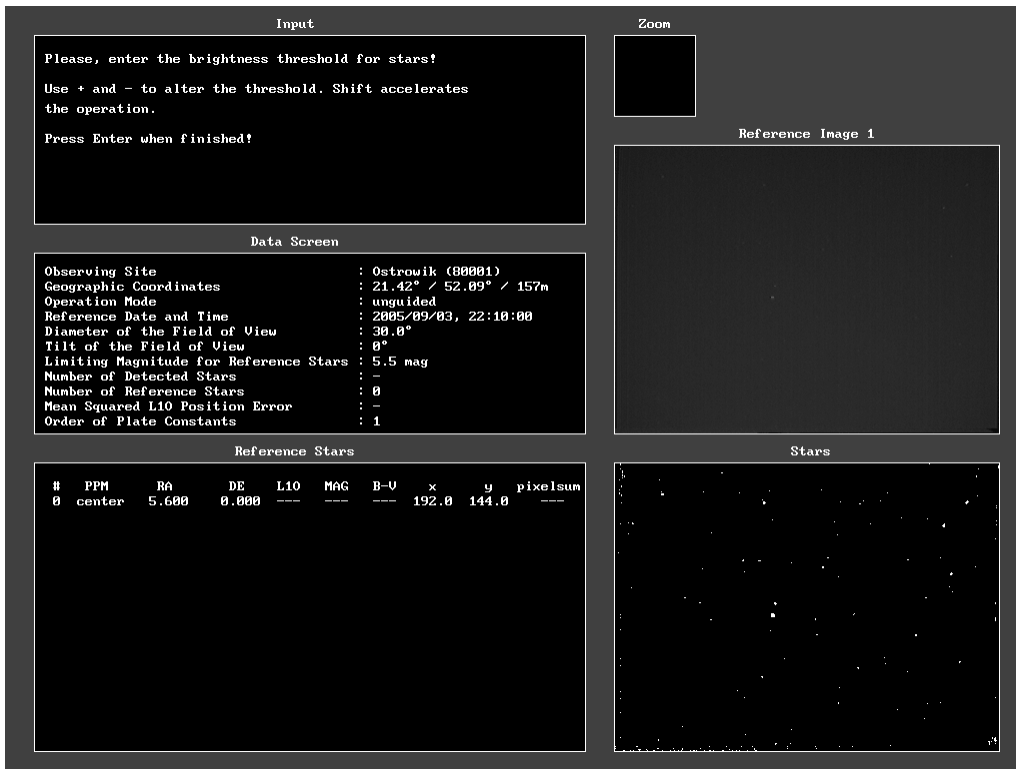 Input
Please, enter the brightness threshold for stars!
Use + and - to alter the threshold. Shift accelerates
the operation.
Press Enter when finished!
Zoom
Reference Image 1
Data Screen
Observing Site : Ostrowik (80001)
Geographic Coordinates : 21.42° / 52.09° / 157m
Operation Mode : unguided
Reference Date and Time : 2005/09/03, 22:10:00
Diameter of the Field of View : 30.0°
Tilt of the Field of View : 0°
Limiting Magnitude for Reference Stars : 5.5 mag
Number of Detected Stars : -
Number of Reference Stars : 0
Mean Squared L1O Position Error : -
Order of Plate Constants : 1
Reference Stars
# PPM RA DE L1O MAG B-V x y pixelsum
0 center 5.600 0.000 --- --- --- 192.0 144.0 ---
Stars